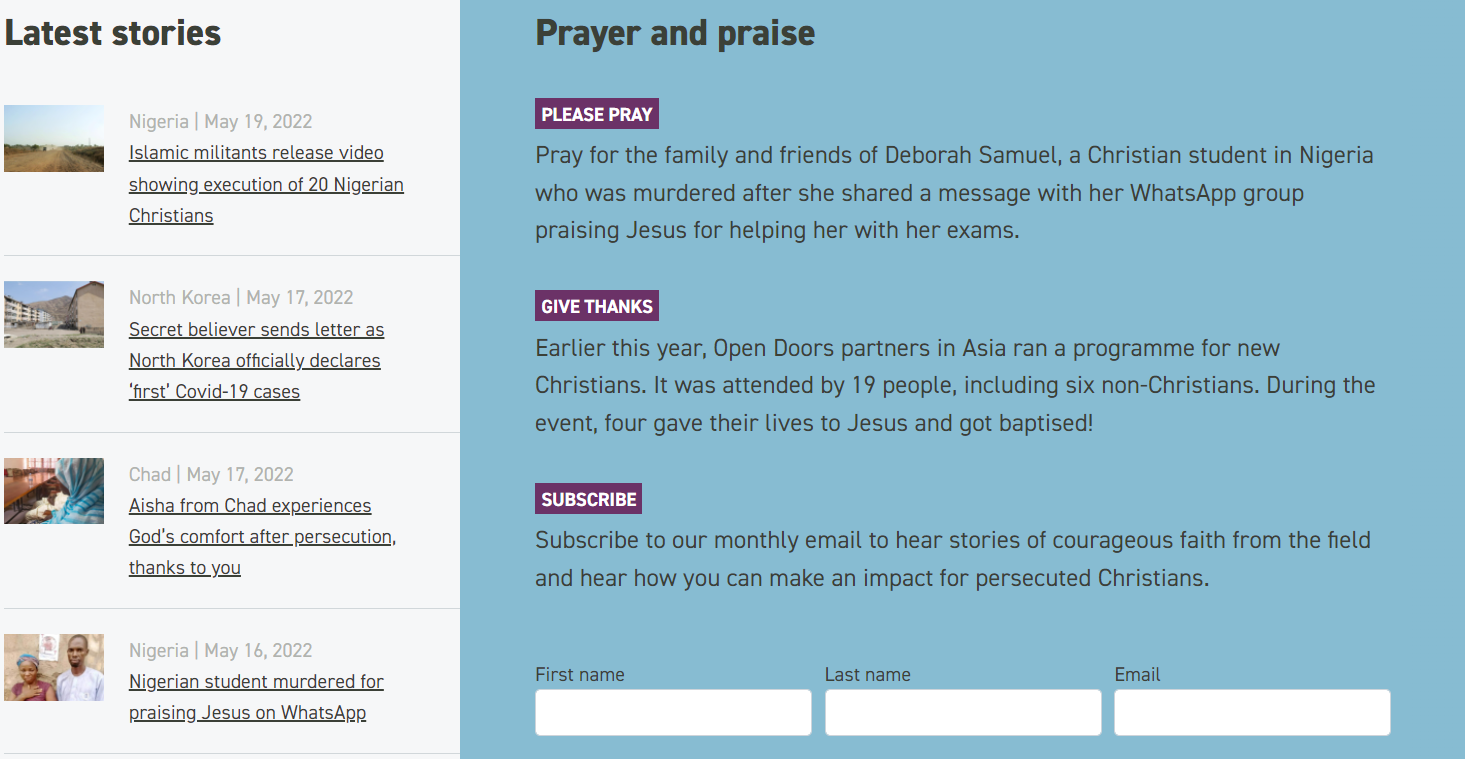 Latest stories
Nigeria | May 19, 2022
Islamic militants release video
showing execution of 20 Nigerian
Christians
North Korea | May 17, 2022
Secret believer sends letter as
North Korea officially declares
‘first’ Covid-19 cases
Chad | May 17, 2022
Aisha from Chad experiences
God’s comfort after persecution,
thanks to you
Nigeria | May 16, 2022
Nigerian student murdered for
praising Jesus on WhatsApp
Prayer and praise
PLEASE PRAY
Pray for the family and friends of Deborah Samuel, a Christian student in Nigeria
who was murdered after she shared a message with her WhatsApp group
praising Jesus for helping her with her exams.
GIVE THANKS
Earlier this year, Open Doors partners in Asia ran a programme for new
Christians. It was attended by 19 people, including six non-Christians. During the
event, four gave their lives to Jesus and got baptised!
SUBSCRIBE
Subscribe to our monthly email to hear stories of courageous faith from the field
and hear how you can make an impact for persecuted Christians.
First name
Last name
Email